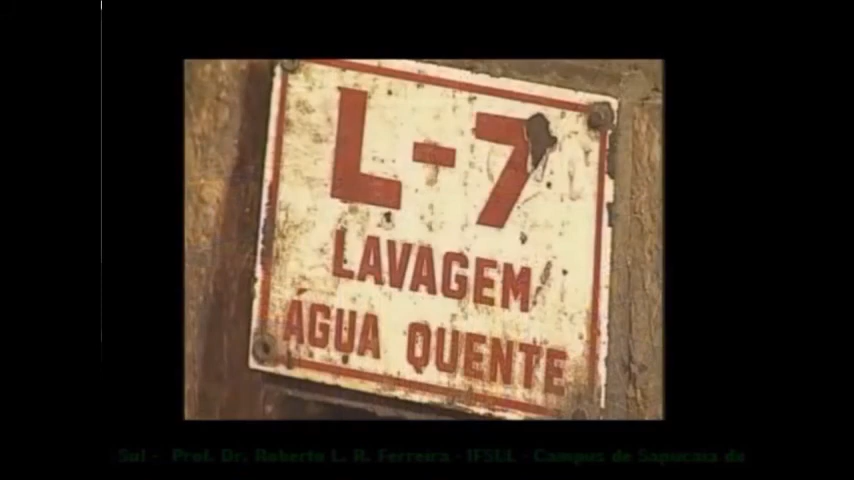 L-7
LAVAGEM
ÁGUA QUENTE
Sul - Prof. Dr. Roberto L. R. Ferreira - IFSUL - Campus de Sapucaia do